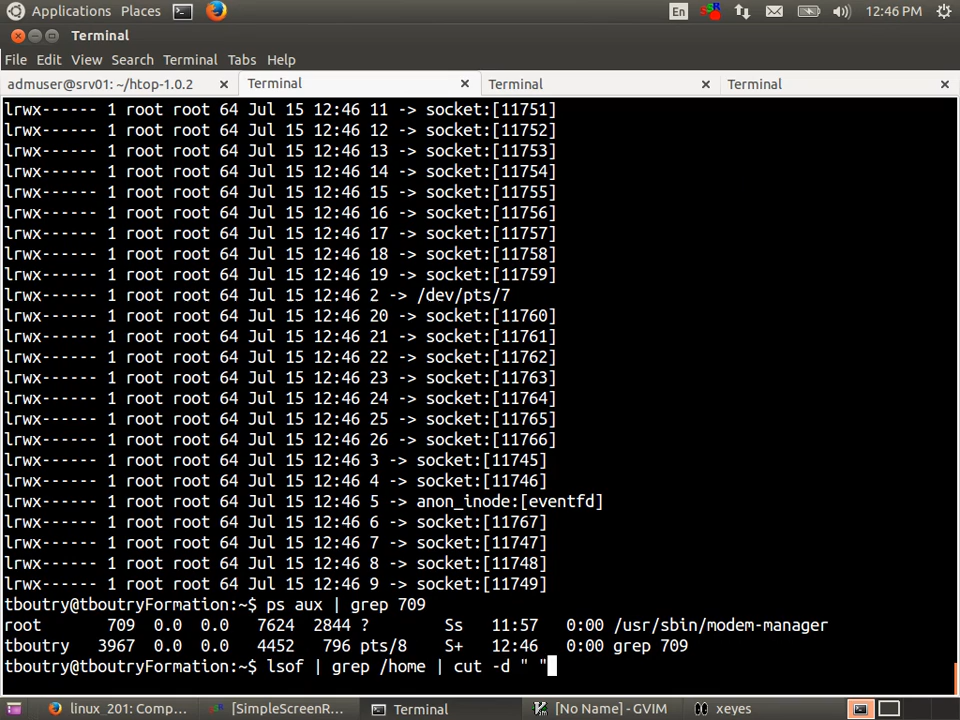 Applications Places En 12:46 PM
Terminal
File Edit View Search Terminal Tabs Help
admuser@srv01: ~/htop-1.0.2 × Terminal × Terminal × Terminal ×
lrwx------ 1 root root 64 Jul 15 12:46 11 -> socket:[11751]
lrwx------ 1 root root 64 Jul 15 12:46 12 -> socket:[11752]
lrwx------ 1 root root 64 Jul 15 12:46 13 -> socket:[11753]
lrwx------ 1 root root 64 Jul 15 12:46 14 -> socket:[11754]
lrwx------ 1 root root 64 Jul 15 12:46 15 -> socket:[11755]
lrwx------ 1 root root 64 Jul 15 12:46 16 -> socket:[11756]
lrwx------ 1 root root 64 Jul 15 12:46 17 -> socket:[11757]
lrwx------ 1 root root 64 Jul 15 12:46 18 -> socket:[11758]
lrwx------ 1 root root 64 Jul 15 12:46 19 -> socket:[11759]
lrwx------ 1 root root 64 Jul 15 12:46 2 -> /dev/pts/7
lrwx------ 1 root root 64 Jul 15 12:46 20 -> socket:[11760]
lrwx------ 1 root root 64 Jul 15 12:46 21 -> socket:[11761]
lrwx------ 1 root root 64 Jul 15 12:46 22 -> socket:[11762]
lrwx------ 1 root root 64 Jul 15 12:46 23 -> socket:[11763]
lrwx------ 1 root root 64 Jul 15 12:46 24 -> socket:[11764]
lrwx------ 1 root root 64 Jul 15 12:46 25 -> socket:[11765]
lrwx------ 1 root root 64 Jul 15 12:46 26 -> socket:[11766]
lrwx------ 1 root root 64 Jul 15 12:46 3 -> socket:[11745]
lrwx------ 1 root root 64 Jul 15 12:46 4 -> socket:[11746]
lrwx------ 1 root root 64 Jul 15 12:46 5 -> anon_inode:[eventfd]
lrwx------ 1 root root 64 Jul 15 12:46 6 -> socket:[11767]
lrwx------ 1 root root 64 Jul 15 12:46 7 -> socket:[11747]
lrwx------ 1 root root 64 Jul 15 12:46 8 -> socket:[11748]
lrwx------ 1 root root 64 Jul 15 12:46 9 -> socket:[11749]
tboutry@tboutryFormation:~$ ps aux | grep 709
root       709  0.0  0.0   7624  2844 ?        Ss   11:57   0:00 /usr/sbin/modem-manager
tboutry   3967  0.0  0.0   4452   796 pts/8    S+   12:46   0:00 grep 709
tboutry@tboutryFormation:~$ lsof | grep /home | cut -d " "
linux_201: Comp... [SimpleScreenR... Terminal [No Name] - GVIM xeyes